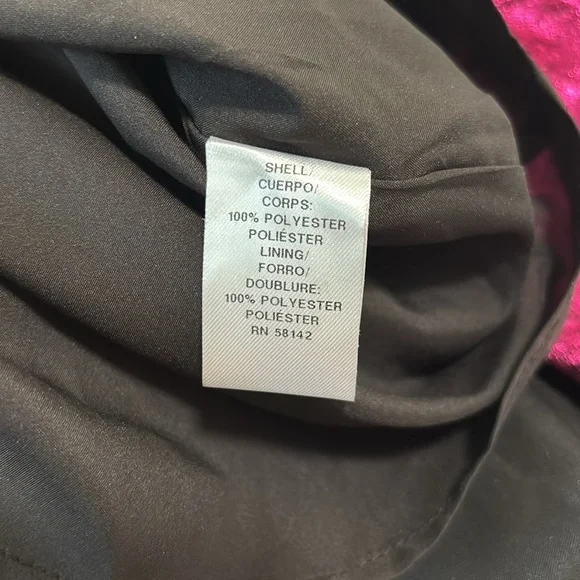 SHELL/
CUERPO/
CORPS:
100% POLYESTER
POLIÉSTER
LINING/
FORRO/
DOUBLURE:
100% POLYESTER
POLIÉSTER
RN 58142